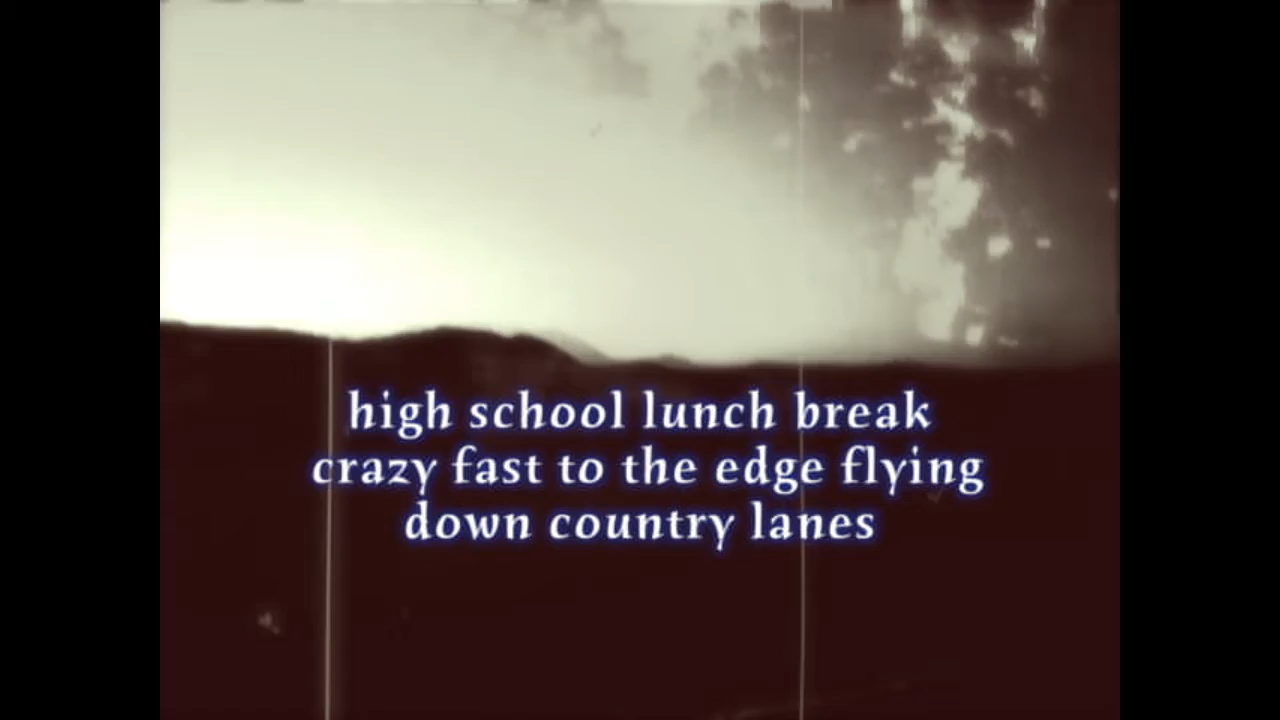 high school lunch break
crazy fast to the edge flying
down country lanes